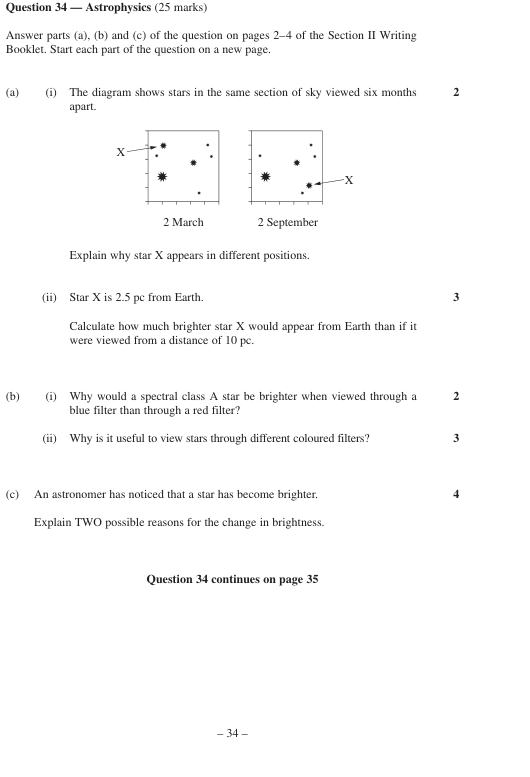 Question 34 — Astrophysics (25 marks)
Answer parts (a), (b) and (c) of the question on pages 2–4 of the Section II Writing
Booklet. Start each part of the question on a new page.
(a) (i) The diagram shows stars in the same section of sky viewed six months 2
apart.
X
X
2 March 2 September
Explain why star X appears in different positions.
(ii) Star X is 2.5 pc from Earth. 3
Calculate how much brighter star X would appear from Earth than if it
were viewed from a distance of 10 pc.
(b) (i) Why would a spectral class A star be brighter when viewed through a 2
blue filter than through a red filter?
(ii) Why is it useful to view stars through different coloured filters? 3
(c) An astronomer has noticed that a star has become brighter. 4
Explain TWO possible reasons for the change in brightness.
Question 34 continues on page 35
– 34 –